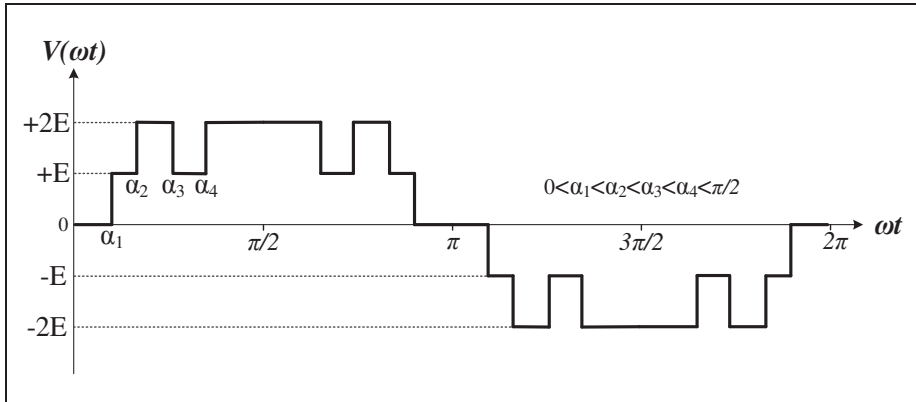 V(ωt)
+2E
+E
α₂ α₃ α₄
0<α₁<α₂<α₃<α₄<π/2
0
α₁ π/2 π 3π/2 2π ωt
-E
-2E